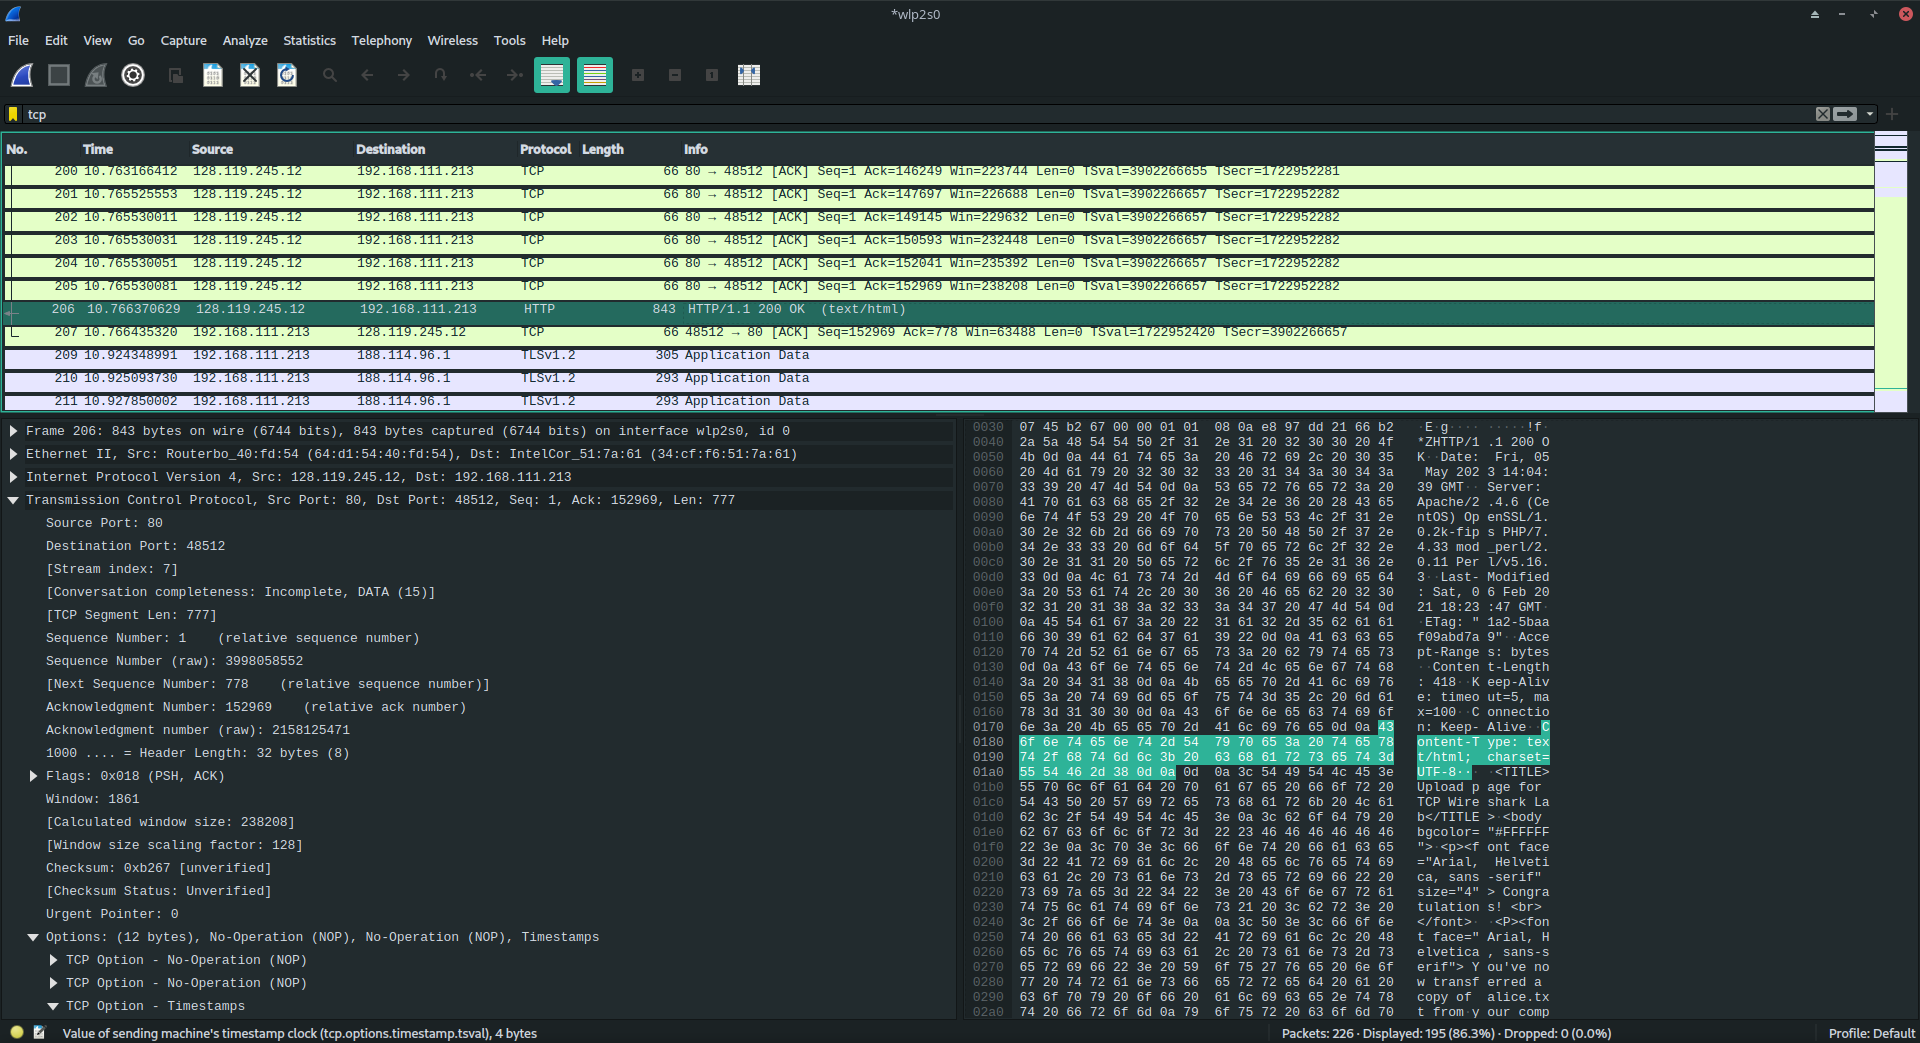 *wlp2s0
File Edit View Go Capture Analyze Statistics Telephony Wireless Tools Help
tcp
No. Time Source Destination Protocol Length Info
200 10.763166412 128.119.245.12 192.168.111.213 TCP 66 80 → 48512 [ACK] Seq=1 Ack=146249 Win=223744 Len=0 TSval=3902266655 TSecr=1722952281
201 10.765525553 128.119.245.12 192.168.111.213 TCP 66 80 → 48512 [ACK] Seq=1 Ack=147697 Win=226688 Len=0 TSval=3902266657 TSecr=1722952282
202 10.765530011 128.119.245.12 192.168.111.213 TCP 66 80 → 48512 [ACK] Seq=1 Ack=149145 Win=229632 Len=0 TSval=3902266657 TSecr=1722952282
203 10.765530031 128.119.245.12 192.168.111.213 TCP 66 80 → 48512 [ACK] Seq=1 Ack=150593 Win=232448 Len=0 TSval=3902266657 TSecr=1722952282
204 10.765530051 128.119.245.12 192.168.111.213 TCP 66 80 → 48512 [ACK] Seq=1 Ack=152041 Win=235392 Len=0 TSval=3902266657 TSecr=1722952282
205 10.765530081 128.119.245.12 192.168.111.213 TCP 66 80 → 48512 [ACK] Seq=1 Ack=152969 Win=238208 Len=0 TSval=3902266657 TSecr=1722952282
206 10.766370629 128.119.245.12 192.168.111.213 HTTP 843 HTTP/1.1 200 OK (text/html)
207 10.766435320 192.168.111.213 128.119.245.12 TCP 66 48512 → 80 [ACK] Seq=152969 Ack=778 Win=63488 Len=0 TSval=1722952420 TSecr=3902266657
209 10.924348991 192.168.111.213 188.114.96.1 TLSv1.2 305 Application Data
210 10.925093730 192.168.111.213 188.114.96.1 TLSv1.2 293 Application Data
211 10.927850002 192.168.111.213 188.114.96.1 TLSv1.2 293 Application Data
Frame 206: 843 bytes on wire (6744 bits), 843 bytes captured (6744 bits) on interface wlp2s0, id 0
Ethernet II, Src: Routerbo_40:fd:54 (64:d1:54:40:fd:54), Dst: IntelCor_51:7a:61 (34:cf:f6:51:7a:61)
Internet Protocol Version 4, Src: 128.119.245.12, Dst: 192.168.111.213
Transmission Control Protocol, Src Port: 80, Dst Port: 48512, Seq: 1, Ack: 152969, Len: 777
Source Port: 80
Destination Port: 48512
[Stream index: 7]
[Conversation completeness: Incomplete, DATA (15)]
[TCP Segment Len: 777]
Sequence Number: 1 (relative sequence number)
Sequence Number (raw): 3998058552
[Next Sequence Number: 778 (relative sequence number)]
Acknowledgment Number: 152969 (relative ack number)
Acknowledgment number (raw): 2158125471
1000 .... = Header Length: 32 bytes (8)
Flags: 0x018 (PSH, ACK)
Window: 1861
[Calculated window size: 238208]
[Window size scaling factor: 128]
Checksum: 0xb267 [unverified]
[Checksum Status: Unverified]
Urgent Pointer: 0
Options: (12 bytes), No-Operation (NOP), No-Operation (NOP), Timestamps
TCP Option - No-Operation (NOP)
TCP Option - No-Operation (NOP)
TCP Option - Timestamps
0030 07 45 b2 67 00 00 01 01 08 0a e8 97 dd 21 66 b2 ·E·g···· ·····!f·
0040 2a 5a 48 54 54 50 2f 31 2e 31 20 32 30 30 20 4f *ZHTTP/1 .1 200 O
0050 4b 0d 0a 44 61 74 65 3a 20 46 72 69 2c 20 30 35 K··Date: Fri, 05
0060 20 4d 61 79 20 32 30 32 33 20 31 34 3a 30 34 3a May 202 3 14:04:
0070 33 39 20 47 4d 54 0d 0a 53 65 72 76 65 72 3a 20 39 GMT·· Server:
0080 41 70 61 63 68 65 2f 32 2e 34 2e 36 20 28 43 65 Apache/2 .4.6 (Ce
0090 6e 74 4f 53 29 20 4f 70 65 6e 53 53 4c 2f 31 2e ntOS) Op enSSL/1.
00a0 30 2e 32 6b 2d 66 69 70 73 20 50 48 50 2f 37 2e 0.2k-fip s PHP/7.
00b0 34 2e 33 33 20 6d 6f 64 5f 70 65 72 6c 2f 32 2e 4.33 mod _perl/2.
00c0 30 2e 31 31 20 50 65 72 6c 2f 76 35 2e 31 36 2e 0.11 Per l/v5.16.
00d0 33 0d 0a 4c 61 73 74 2d 4d 6f 64 69 66 69 65 64 3··Last- Modified
00e0 3a 20 53 61 74 2c 20 30 36 20 46 65 62 20 32 30 : Sat, 0 6 Feb 20
00f0 32 31 20 31 38 3a 32 33 3a 34 37 20 47 4d 54 0d 21 18:23 :47 GMT·
0100 0a 45 54 61 67 3a 20 22 31 61 32 2d 35 62 61 61 ·ETag: " 1a2-5baa
0110 66 30 39 61 62 64 37 61 39 22 0d 0a 41 63 63 65 f09abd7a 9"··Acce
0120 70 74 2d 52 61 6e 67 65 73 3a 20 62 79 74 65 73 pt-Range s: bytes
0130 0d 0a 43 6f 6e 74 65 6e 74 2d 4c 65 6e 67 74 68 ··Conten t-Length
0140 3a 20 34 31 38 0d 0a 4b 65 65 70 2d 41 6c 69 76 : 418··K eep-Aliv
0150 65 3a 20 74 69 6d 65 6f 75 74 3d 35 2c 20 6d 61 e: timeo ut=5, ma
0160 78 3d 31 30 30 0d 0a 43 6f 6e 6e 65 63 74 69 6f x=100··C onnectio
0170 6e 3a 20 4b 65 65 70 2d 41 6c 69 76 65 0d 0a 43 n: Keep- Alive··C
0180 6f 6e 74 65 6e 74 2d 54 79 70 65 3a 20 74 65 78 ontent-T ype: tex
0190 74 2f 68 74 6d 6c 3b 20 63 68 61 72 73 65 74 3d t/html; charset=
01a0 55 54 46 2d 38 0d 0a 0d 0a 3c 54 49 54 4c 45 3e UTF-8··· ·<TITLE>
01b0 55 70 6c 6f 61 64 20 70 61 67 65 20 66 6f 72 20 Upload p age for
01c0 54 43 50 20 57 69 72 65 73 68 61 72 6b 20 4c 61 TCP Wire shark La
01d0 62 3c 2f 54 49 54 4c 45 3e 0a 3c 62 6f 64 79 20 b</TITLE >·<body
01e0 62 67 63 6f 6c 6f 72 3d 22 23 46 46 46 46 46 46 bgcolor= "#FFFFFF
01f0 22 3e 0a 3c 70 3e 3c 66 6f 6e 74 20 66 61 63 65 ">·<p><f ont face
0200 3d 22 41 72 69 61 6c 2c 20 48 65 6c 76 65 74 69 ="Arial, Helveti
0210 63 61 2c 20 73 61 6e 73 2d 73 65 72 69 66 22 20 ca, sans -serif"
0220 73 69 7a 65 3d 22 34 22 3e 20 43 6f 6e 67 72 61 size="4" > Congra
0230 74 75 6c 61 74 69 6f 6e 73 21 20 3c 62 72 3e 20 tulation s! <br>
0240 3c 2f 66 6f 6e 74 3e 0a 0a 3c 50 3e 3c 66 6f 6e </font>· ·<P><fon
0250 74 20 66 61 63 65 3d 22 41 72 69 61 6c 2c 20 48 t face=" Arial, H
0260 65 6c 76 65 74 69 63 61 2c 20 73 61 6e 73 2d 73 elvetica , sans-s
0270 65 72 69 66 22 3e 20 59 6f 75 27 76 65 20 6e 6f erif"> Y ou've no
0280 77 20 74 72 61 6e 73 66 65 72 72 65 64 20 61 20 w transf erred a
0290 63 6f 70 79 20 6f 66 20 61 6c 69 63 65 2e 74 78 copy of alice.tx
02a0 74 20 66 72 6f 6d 0a 79 6f 75 72 20 63 6f 6d 70 t from·y our comp
Value of sending machine's timestamp clock (tcp.options.timestamp.tsval), 4 bytes
Packets: 226 · Displayed: 195 (86.3%) · Dropped: 0 (0.0%)
Profile: Default